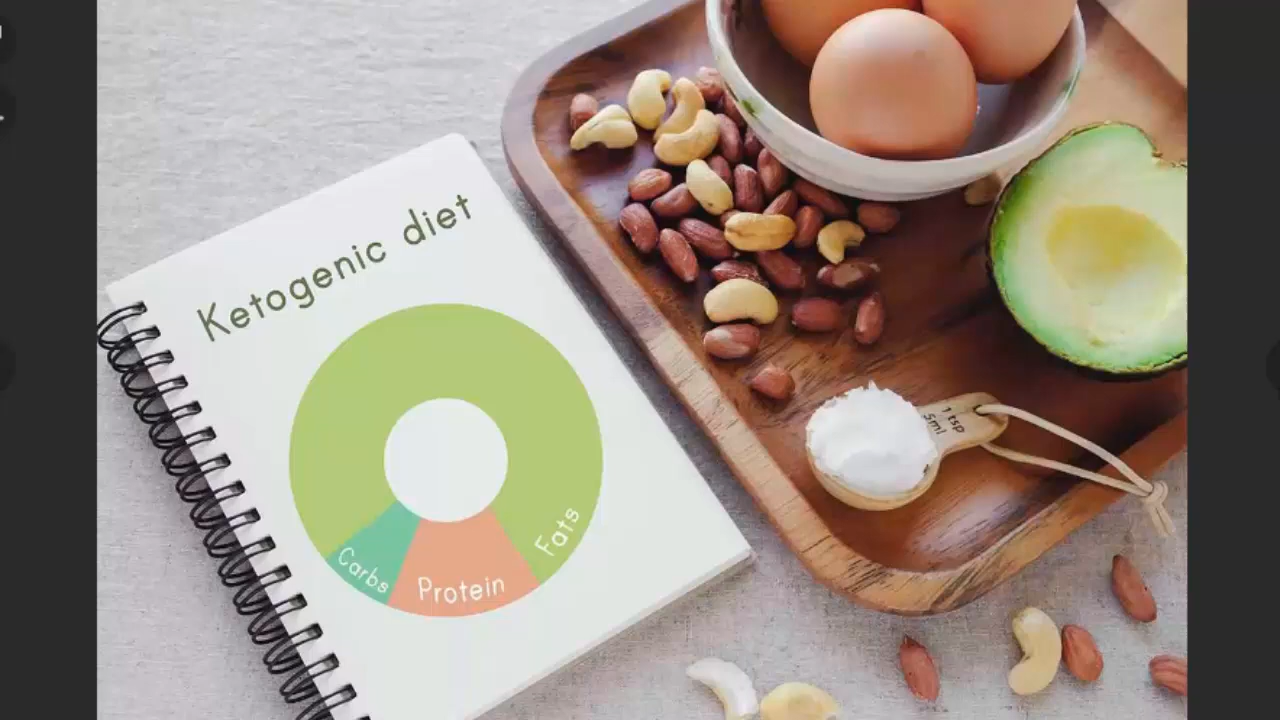 Ketogenic diet
Carbs
Protein
Fats
1 tsp
5ml